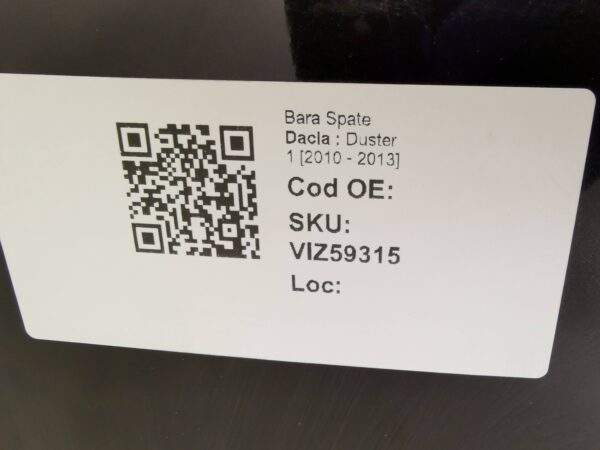 Bara Spate
Dacia : Duster
1 [2010 - 2013]
Cod OE:
SKU:
VIZ59315
Loc: